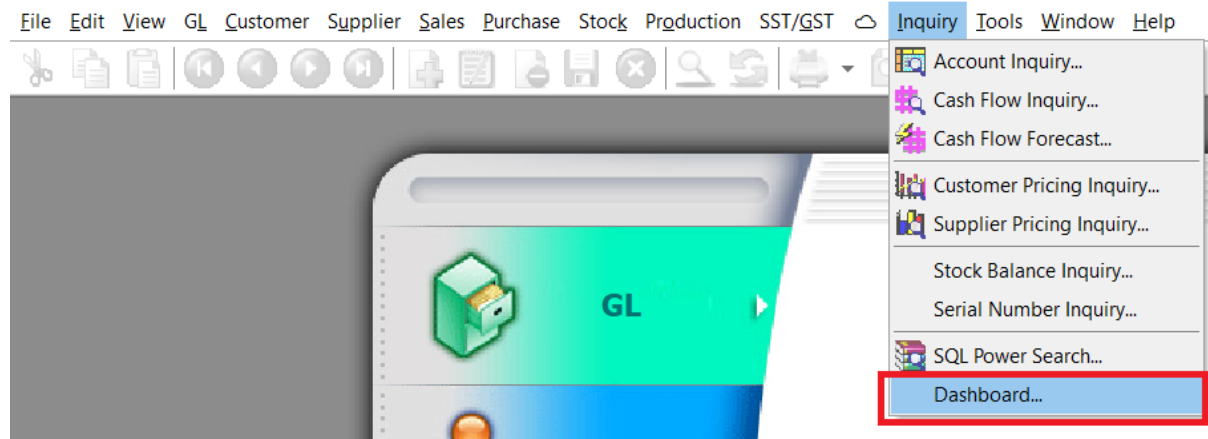 File Edit View GL Customer Supplier Sales Purchase Stock Production SST/GST Inquiry Tools Window Help
Account Inquiry...
Cash Flow Inquiry...
Cash Flow Forecast...
Customer Pricing Inquiry...
Supplier Pricing Inquiry...
Stock Balance Inquiry...
Serial Number Inquiry...
SQL Power Search...
Dashboard...
GL